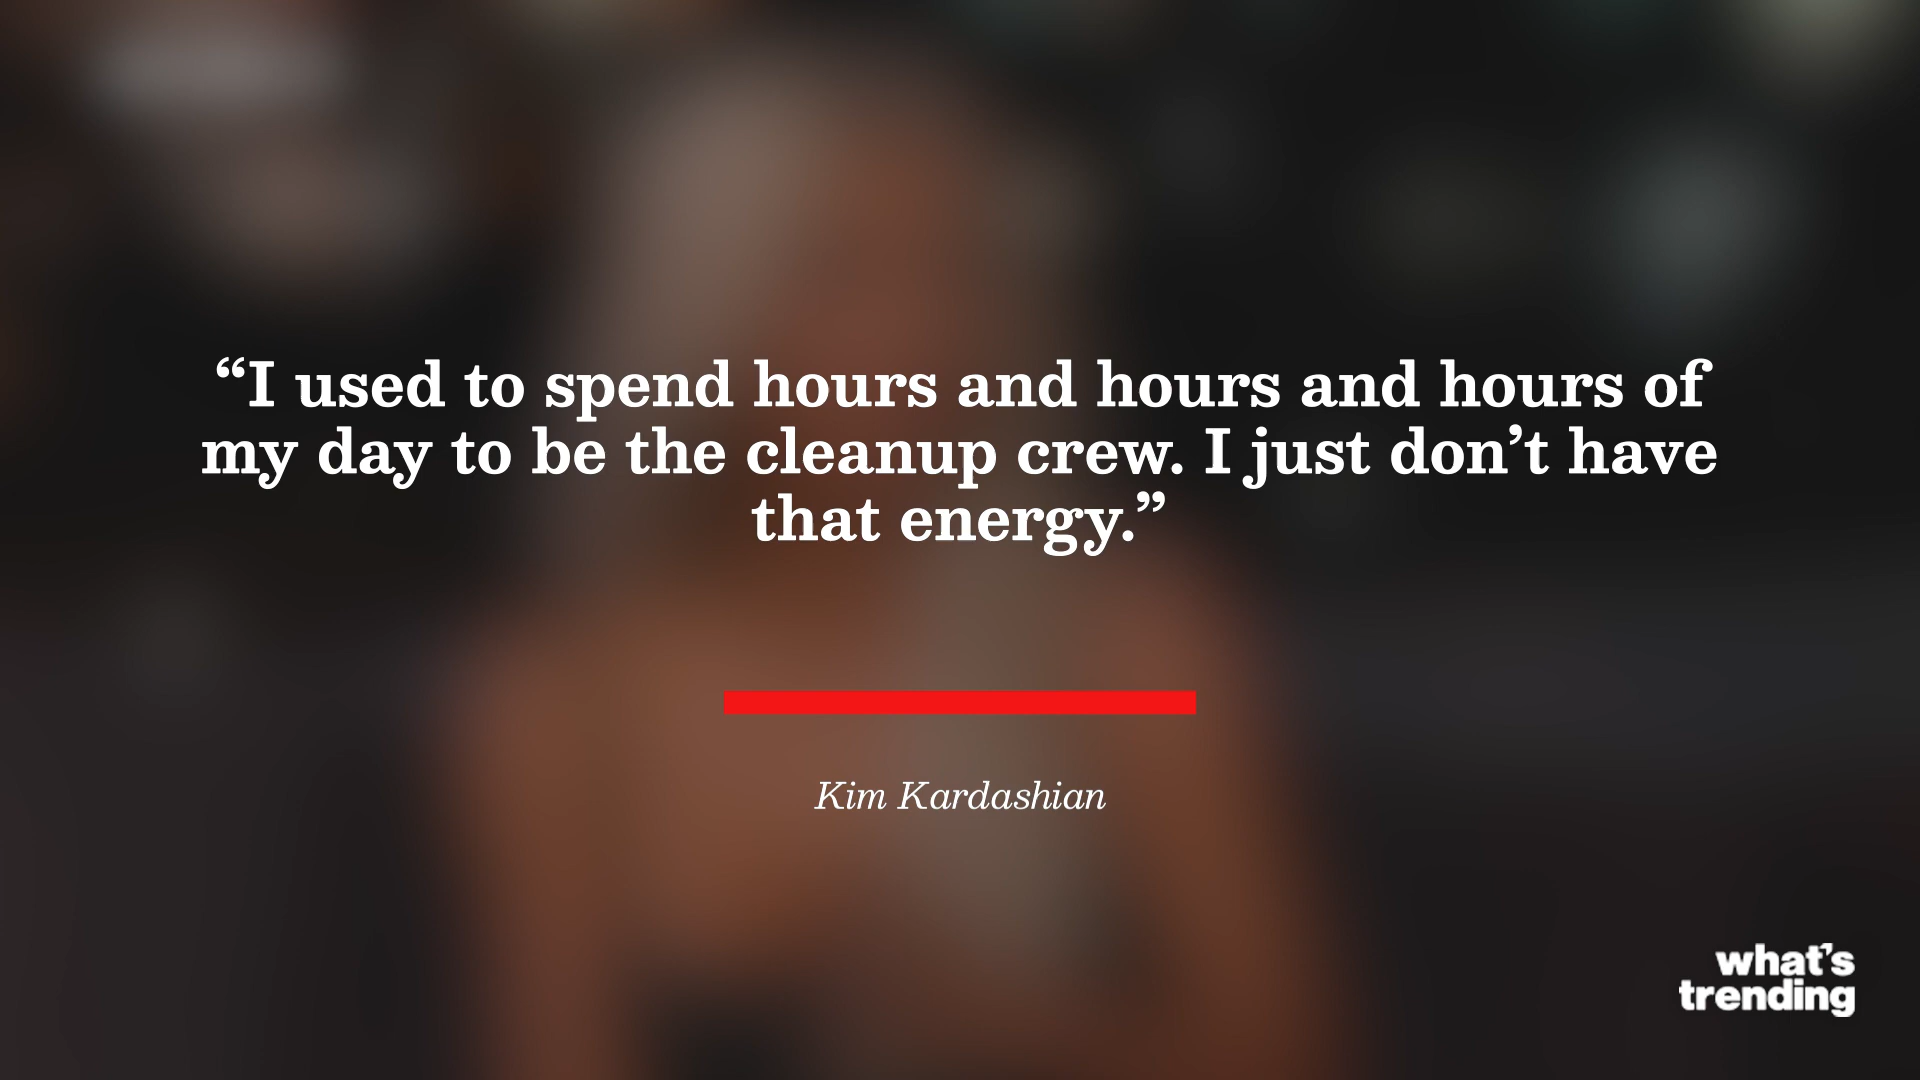 “I used to spend hours and hours and hours of
my day to be the cleanup crew. I just don’t have
that energy.”
Kim Kardashian
what’s
trending